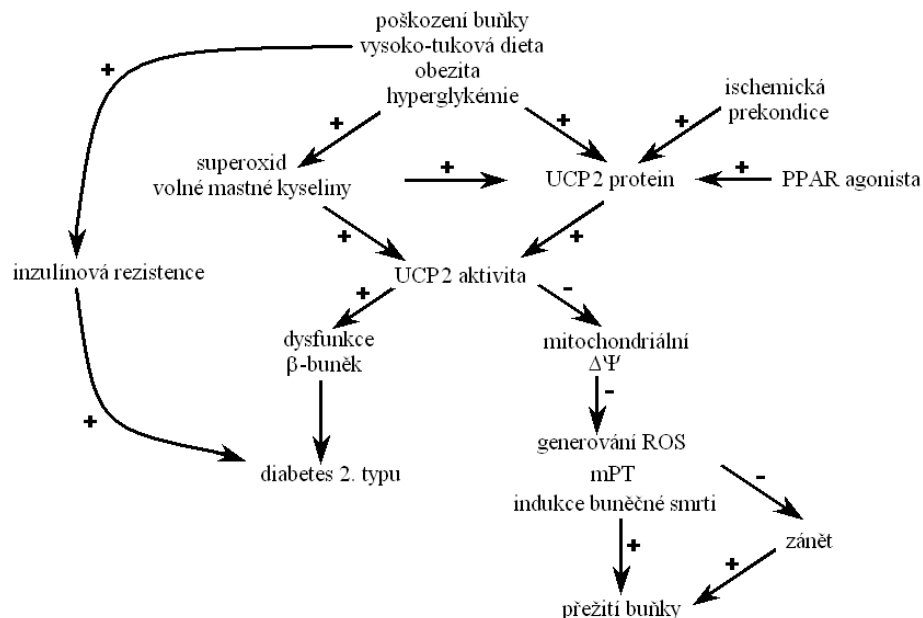 poškození buňky
vysoko-tuková dieta
obezita
hyperglykémie
ischemická
prekondice
+
+
+
+
superoxid
volné mastné kyseliny
+
UCP2 protein
+
PPAR agonista
+
+
inzulínová rezistence
UCP2 aktivita
+
-
dysfunkce
β-buněk
mitochondriální
ΔΨ
-
+
generování ROS
mPT
indukce buněčné smrti
-
diabetes 2. typu
+
zánět
+
přežití buňky